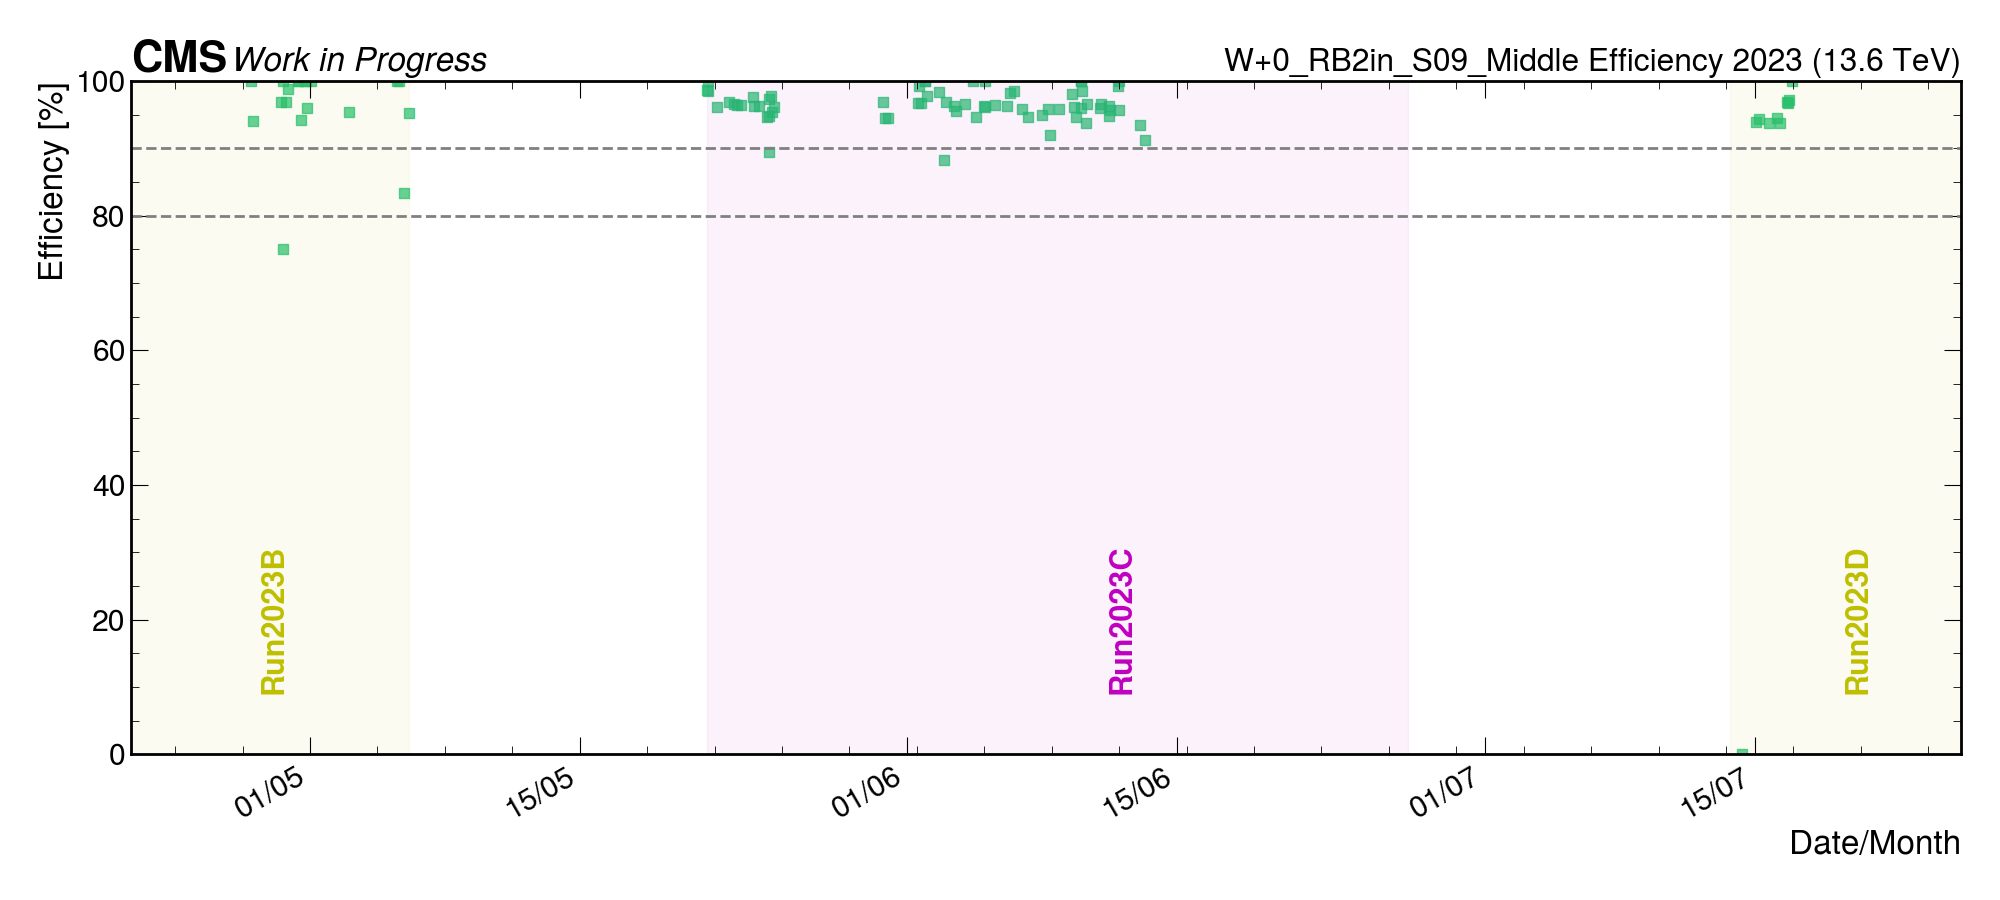 CMS Work in Progress
W+0_RB2in_S09_Middle Efficiency 2023 (13.6 TeV)
Efficiency [%]
100
80
60
40
20
0
Run2023B
Run2023C
Run2023D
01/05
15/05
01/06
15/06
01/07
15/07
Date/Month